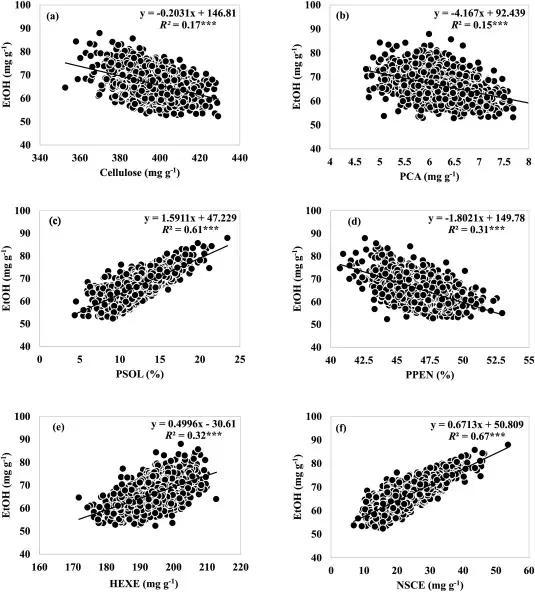 (a)
y = -0.2031x + 146.81
R² = 0.17***
100
90
80
70
60
50
40
EtOH (mg g⁻¹)
340 360 380 400 420 440
Cellulose (mg g⁻¹)
(b)
y = -4.167x + 92.439
R² = 0.15***
100
90
80
70
60
50
40
EtOH (mg g⁻¹)
4 4.5 5 5.5 6 6.5 7 7.5 8
PCA (mg g⁻¹)
(c)
y = 1.5911x + 47.229
R² = 0.61***
100
90
80
70
60
50
40
EtOH (mg g⁻¹)
0 5 10 15 20 25
PSOL (%)
(d)
y = -1.8021x + 149.78
R² = 0.31***
100
90
80
70
60
50
40
EtOH (mg g⁻¹)
40 42.5 45 47.5 50 52.5 55
PPEN (%)
(e)
y = 0.4996x - 30.61
R² = 0.32***
100
90
80
70
60
50
40
EtOH (mg g⁻¹)
160 170 180 190 200 210 220
HEXE (mg g⁻¹)
(f)
y = 0.6713x + 50.809
R² = 0.67***
100
90
80
70
60
50
40
EtOH (mg g⁻¹)
0 10 20 30 40 50 60
NSCE (mg g⁻¹)